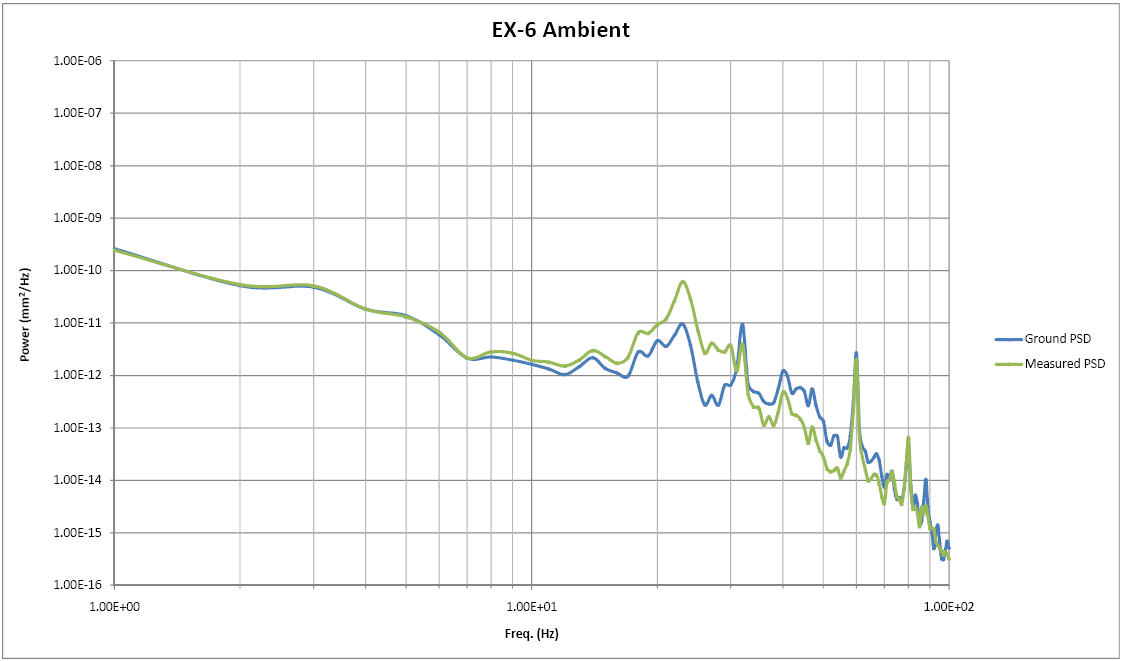 EX-6 Ambient
1.00E-06
1.00E-07
1.00E-08
1.00E-09
1.00E-10
1.00E-11
1.00E-12
1.00E-13
1.00E-14
1.00E-15
1.00E-16
Power (mm²/Hz)
1.00E+00
1.00E+01
1.00E+02
Freq. (Hz)
Ground PSD
Measured PSD